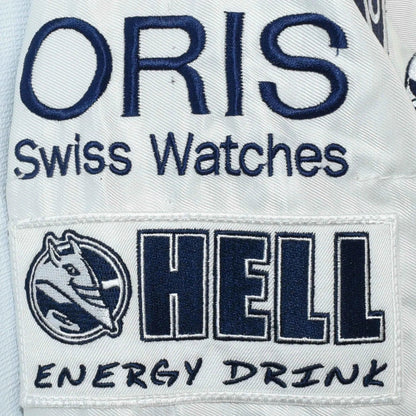 ORIS
Swiss Watches
HELL
ENERGY DRINK